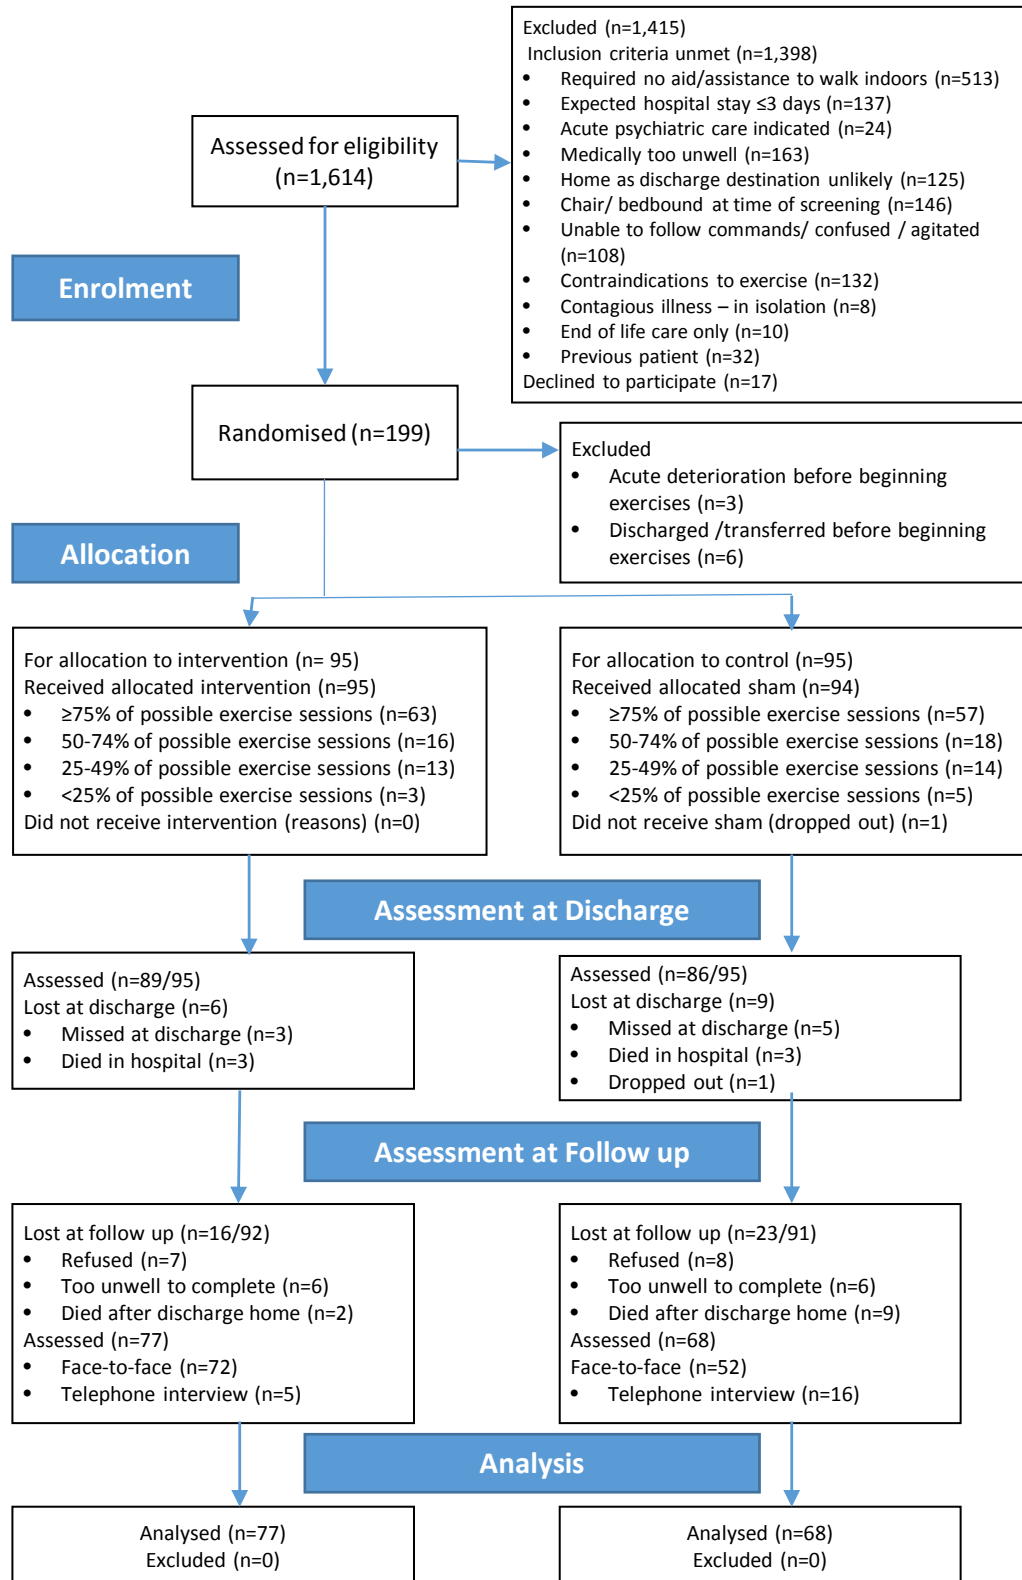 Excluded (n=1,415)
Inclusion criteria unmet (n=1,398)
• Required no aid/assistance to walk indoors (n=513)
• Expected hospital stay ≤3 days (n=137)
• Acute psychiatric care indicated (n=24)
• Medically too unwell (n=163)
• Home as discharge destination unlikely (n=125)
• Chair/ bedbound at time of screening (n=146)
• Unable to follow commands/ confused / agitated
(n=108)
• Contraindications to exercise (n=132)
• Contagious illness – in isolation (n=8)
• End of life care only (n=10)
• Previous patient (n=32)
Declined to participate (n=17)
Assessed for eligibility
(n=1,614)
Enrolment
Randomised (n=199)
Excluded
• Acute deterioration before beginning
exercises (n=3)
• Discharged /transferred before beginning
exercises (n=6)
Allocation
For allocation to intervention (n= 95)
Received allocated intervention (n=95)
• ≥75% of possible exercise sessions (n=63)
• 50-74% of possible exercise sessions (n=16)
• 25-49% of possible exercise sessions (n=13)
• <25% of possible exercise sessions (n=3)
Did not receive intervention (reasons) (n=0)
For allocation to control (n=95)
Received allocated sham (n=94)
• ≥75% of possible exercise sessions (n=57)
• 50-74% of possible exercise sessions (n=18)
• 25-49% of possible exercise sessions (n=14)
• <25% of possible exercise sessions (n=5)
Did not receive sham (dropped out) (n=1)
Assessment at Discharge
Assessed (n=89/95)
Lost at discharge (n=6)
• Missed at discharge (n=3)
• Died in hospital (n=3)
Assessed (n=86/95)
Lost at discharge (n=9)
• Missed at discharge (n=5)
• Died in hospital (n=3)
• Dropped out (n=1)
Assessment at Follow up
Lost at follow up (n=16/92)
• Refused (n=7)
• Too unwell to complete (n=6)
• Died after discharge home (n=2)
Assessed (n=77)
• Face-to-face (n=72)
• Telephone interview (n=5)
Lost at follow up (n=23/91)
• Refused (n=8)
• Too unwell to complete (n=6)
• Died after discharge home (n=9)
Assessed (n=68)
Face-to-face (n=52)
• Telephone interview (n=16)
Analysis
Analysed (n=77)
Excluded (n=0)
Analysed (n=68)
Excluded (n=0)